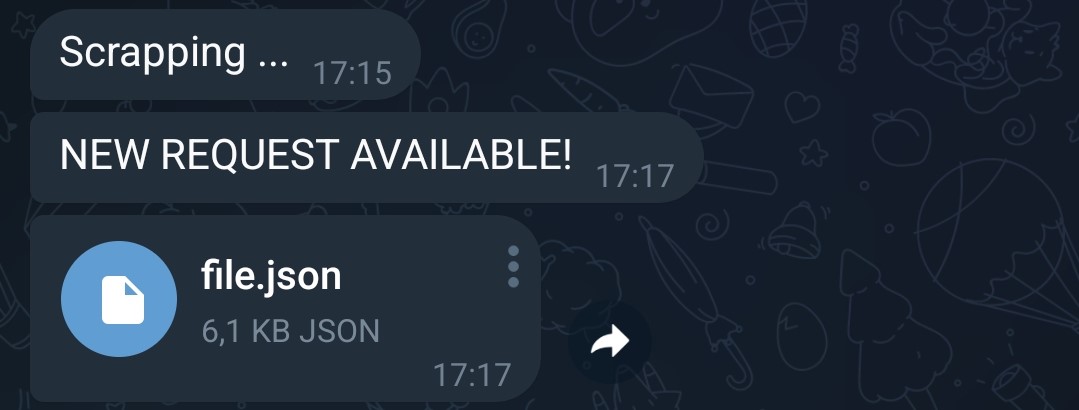 Scrapping ... 17:15
NEW REQUEST AVAILABLE! 17:17
file.json
6,1 KB JSON
17:17